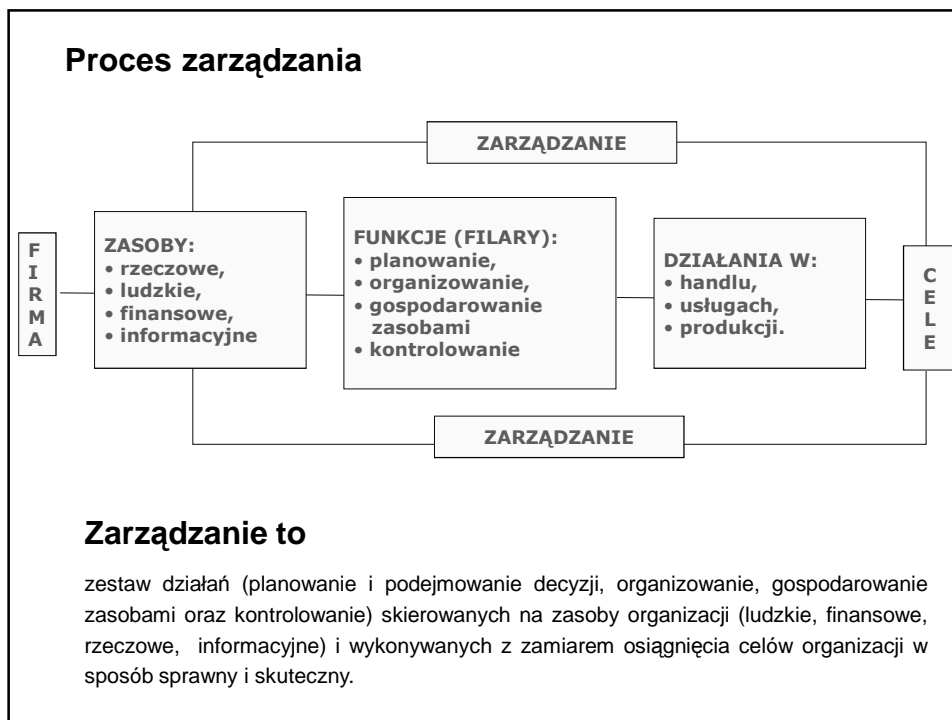 Proces zarządzania
ZARZĄDZANIE
FIRMA
ZASOBY:
• rzeczowe,
• ludzkie,
• finansowe,
• informacyjne
FUNKCJE (FILARY):
• planowanie,
• organizowanie,
• gospodarowanie
zasobami
• kontrolowanie
DZIAŁANIA W:
• handlu,
• usługach,
• produkcji.
CELE
ZARZĄDZANIE
Zarządzanie to
zestaw działań (planowanie i podejmowanie decyzji, organizowanie, gospodarowanie
zasobami oraz kontrolowanie) skierowanych na zasoby organizacji (ludzkie, finansowe,
rzeczowe, informacyjne) i wykonywanych z zamiarem osiągnięcia celów organizacji w
sposób sprawny i skuteczny.